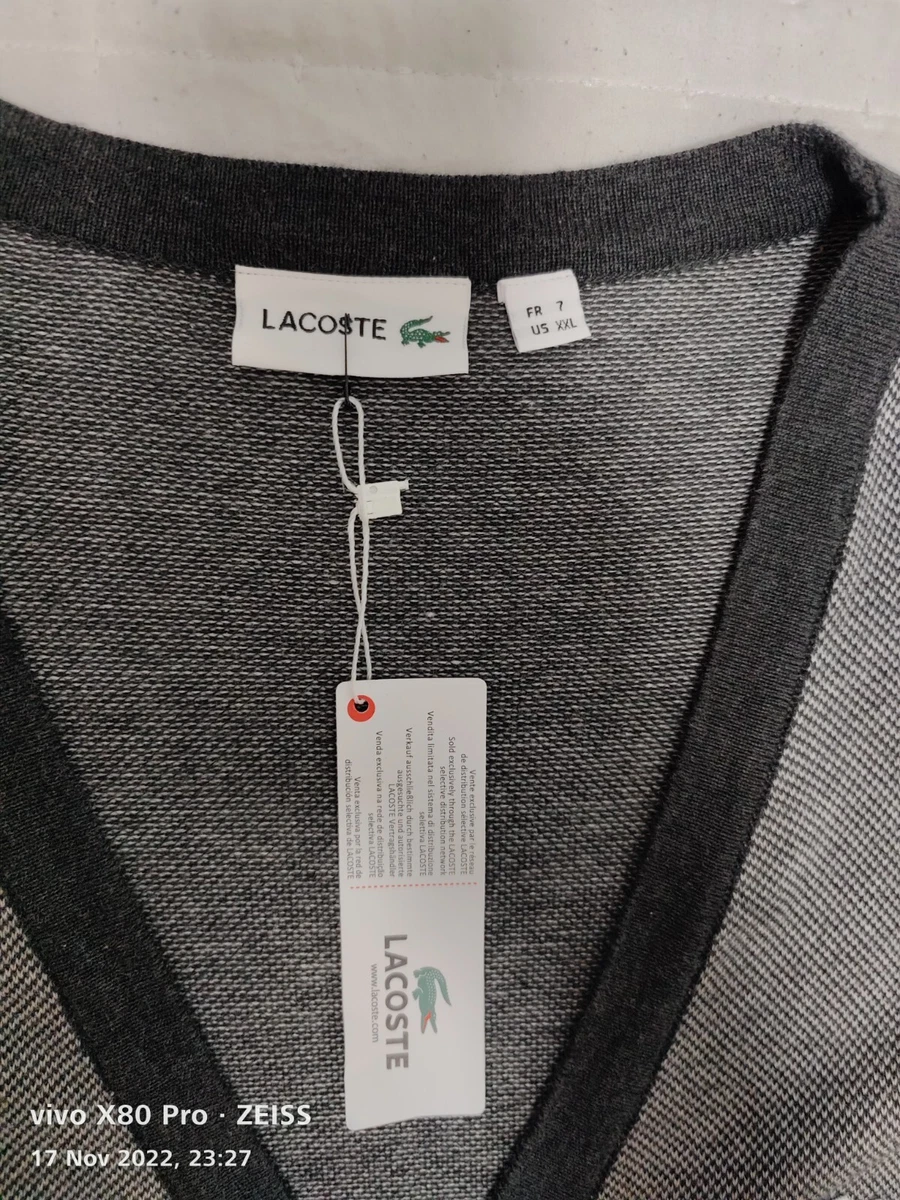 LACOSTE
FR 7
US XXL
Vente exclusive par le réseau
de distribution sélective LACOSTE
Sold exclusively through the LACOSTE
selective distribution network
Vendita limitata nel sistema di distribuzione
selettiva LACOSTE
Verkauf ausschließlich durch bestimmte
ausgesuchte und autorisierte
LACOSTE Vertragshändler
Venda exclusiva na rede de distribuição
selectiva LACOSTE
Venta exclusiva por la red de
distribución selectiva de LACOSTE
LACOSTE
www.lacoste.com
vivo X80 Pro · ZEISS
17 Nov 2022, 23:27